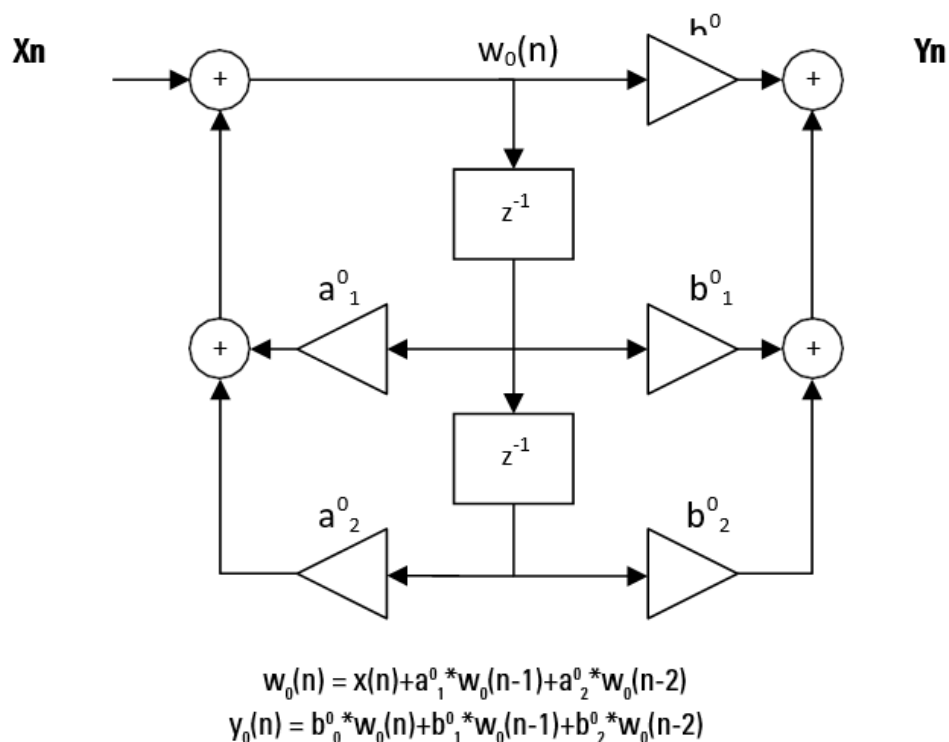 Xn
Yn
w₀(n)
+
+
z⁻¹
a⁰₁
b⁰₁
+
+
z⁻¹
a⁰₂
b⁰₂
w₀(n) = x(n)+a⁰₁*w₀(n-1)+a⁰₂*w₀(n-2)
y₀(n) = b⁰₀*w₀(n)+b⁰₁*w₀(n-1)+b⁰₂*w₀(n-2)